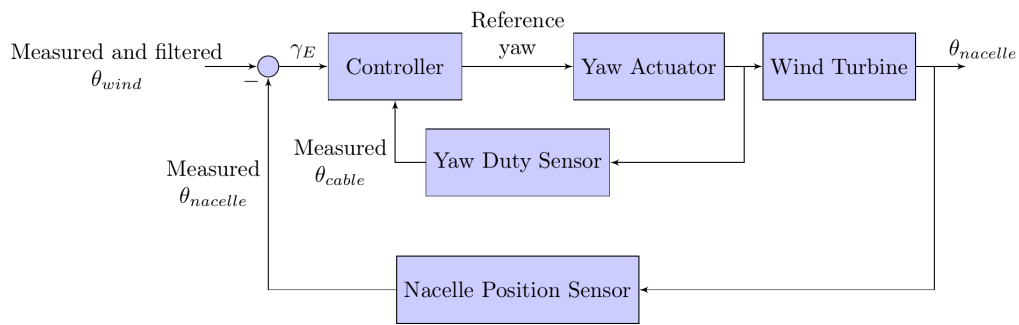 Reference
yaw
Measured and filtered
θ_wind
γ_E
Controller
Yaw Actuator
Wind Turbine
θ_nacelle
−
Measured
θ_cable
Yaw Duty Sensor
Measured
θ_nacelle
Nacelle Position Sensor